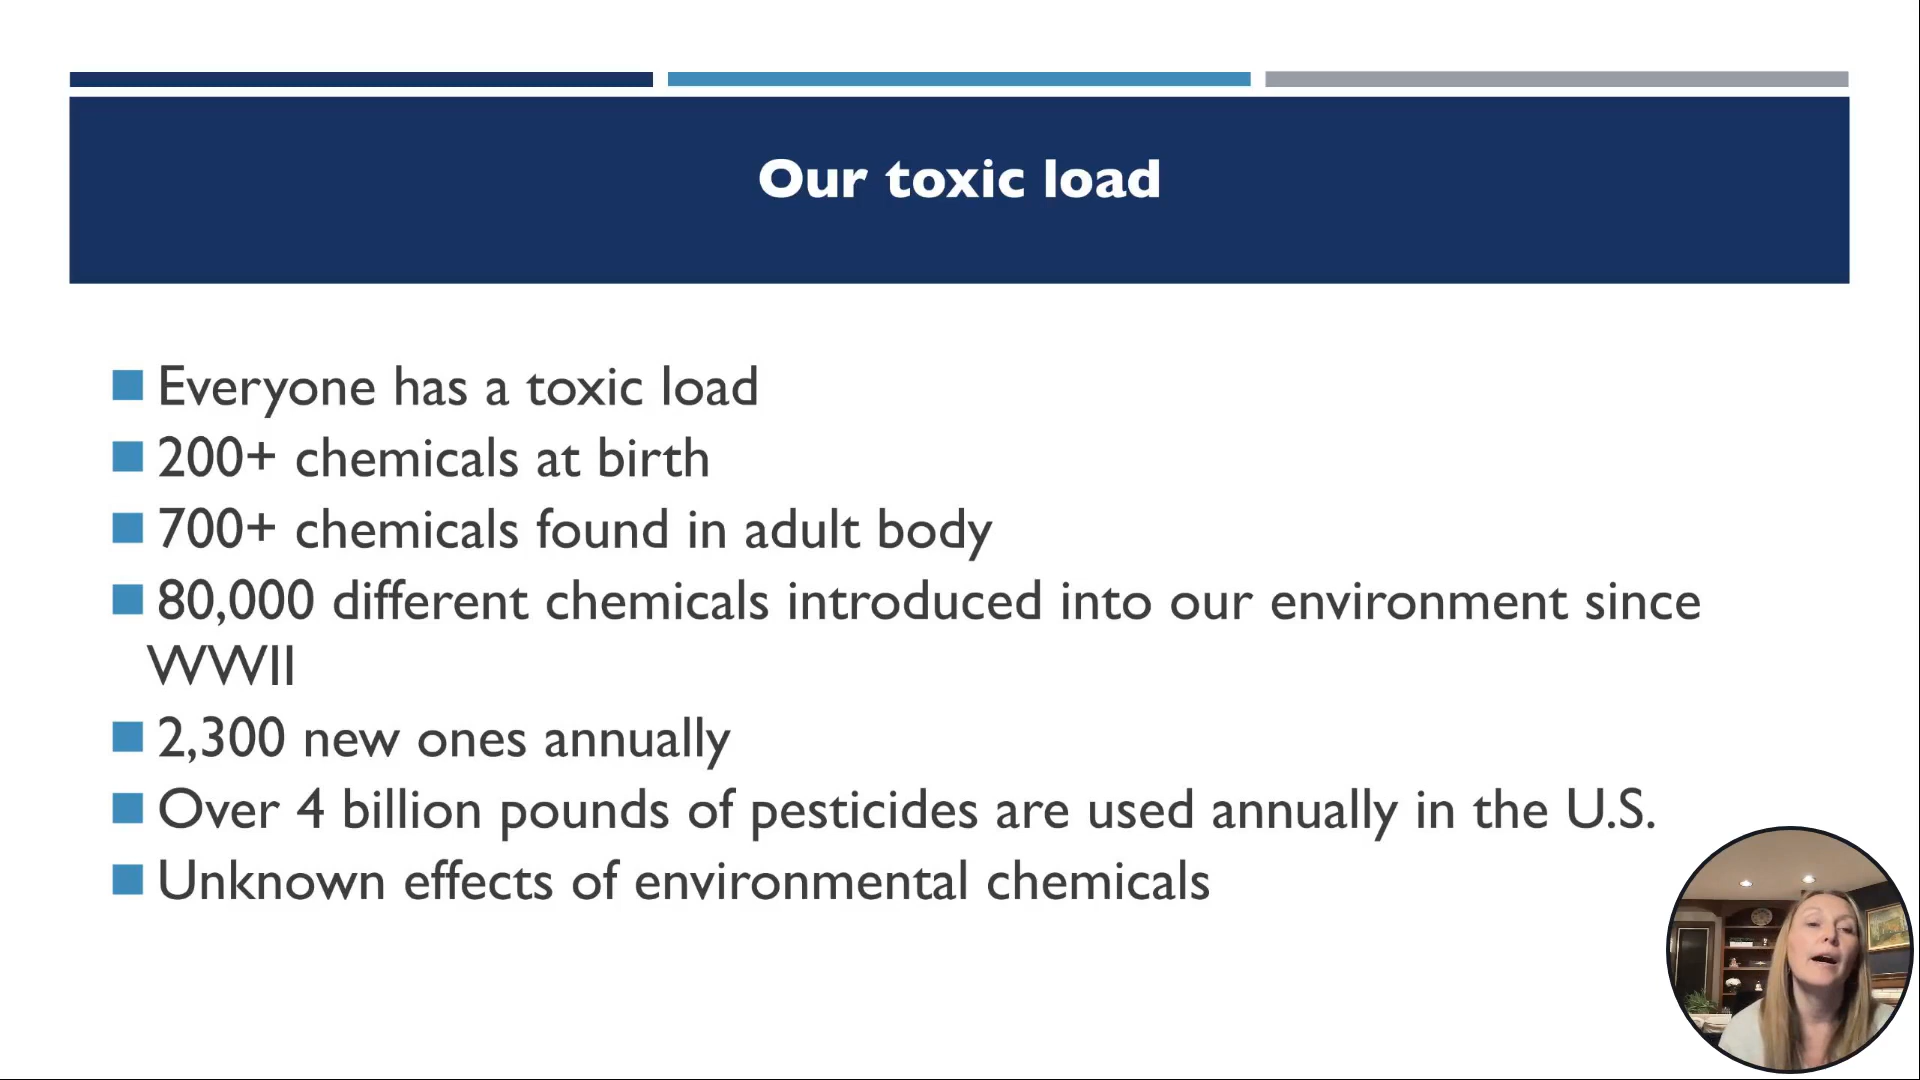 Our toxic load
Everyone has a toxic load
200+ chemicals at birth
700+ chemicals found in adult body
80,000 different chemicals introduced into our environment since
WWII
2,300 new ones annually
Over 4 billion pounds of pesticides are used annually in the U.S.
Unknown effects of environmental chemicals